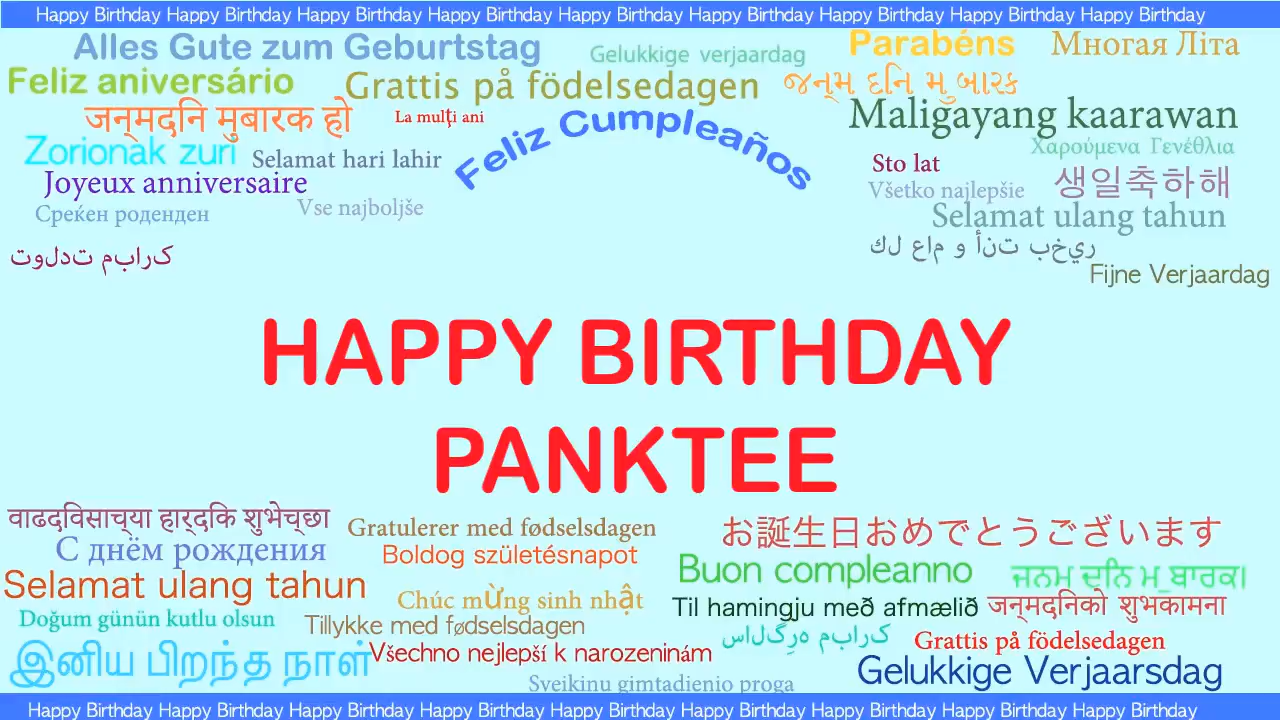 Happy Birthday Happy Birthday Happy Birthday Happy Birthday Happy Birthday Happy Birthday Happy Birthday Happy Birthday Happy Birthday
Alles Gute zum Geburtstag
Gelukkige verjaardag
Parabéns
Многая Літа
Feliz aniversário
Grattis på födelsedagen
જન્મ દિન મુબારક
जन्मदिन मुबारक हो
La mulţi ani
Feliz Cumpleaños
Maligayang kaarawan
Zorionak zuri
Selamat hari lahir
Χαρούμενα Γενέθλια
Sto lat
Joyeux anniversaire
Všetko najlepšie
생일축하해
Среќен роденден
Vse najboljše
Selamat ulang tahun
تولدت مبارک
كل عام و أنت بخير
Fijne Verjaardag
HAPPY BIRTHDAY
PANKTEE
वाढदिवसाच्या हार्दिक शुभेच्छा
Gratulerer med fødselsdagen
お誕生日おめでとうございます
С днём рождения
Boldog születésnapot
Buon compleanno
ਜਨਮ ਦਿਨ ਮੁਬਾਰਕ।
Selamat ulang tahun
Chúc mừng sinh nhật
Til hamingju með afmælið
जन्मदिनको शुभकामना
Doğum günün kutlu olsun
Tillykke med fødselsdagen
سالگرہ مبارک
Grattis på födelsedagen
இனிய பிறந்த நாள்
Všechno nejlepší k narozeninám
Gelukkige Verjaarsdag
Sveikinu gimtadienio proga
Happy Birthday Happy Birthday Happy Birthday Happy Birthday Happy Birthday Happy Birthday Happy Birthday Happy Birthday Happy Birthday